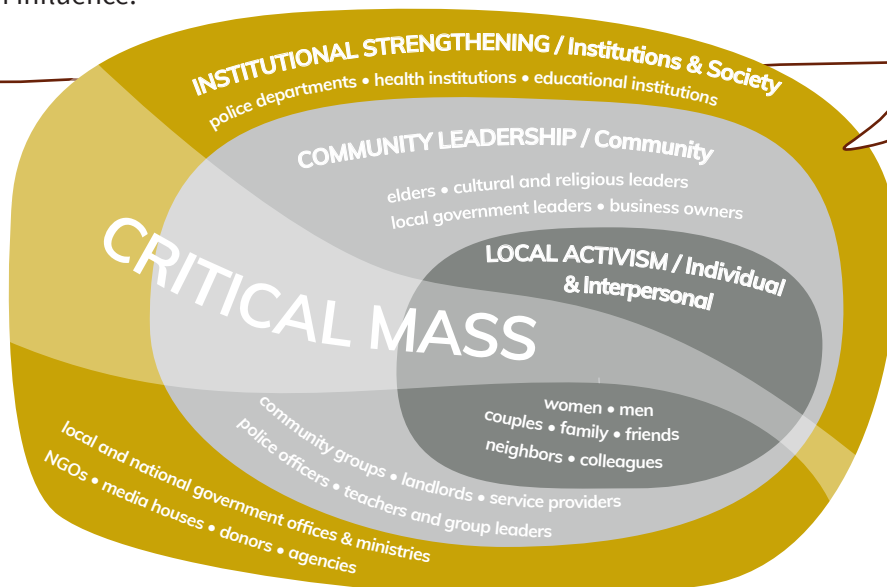 influence.
INSTITUTIONAL STRENGTHENING / Institutions & Society
police departments • health institutions • educational institutions
COMMUNITY LEADERSHIP / Community
elders • cultural and religious leaders
local government leaders • business owners
LOCAL ACTIVISM / Individual
& Interpersonal
CRITICAL MASS
women • men
couples • family • friends
neighbors • colleagues
community groups • landlords • service providers
police officers • teachers and group leaders
local and national government offices & ministries
NGOs • media houses • donors • agencies